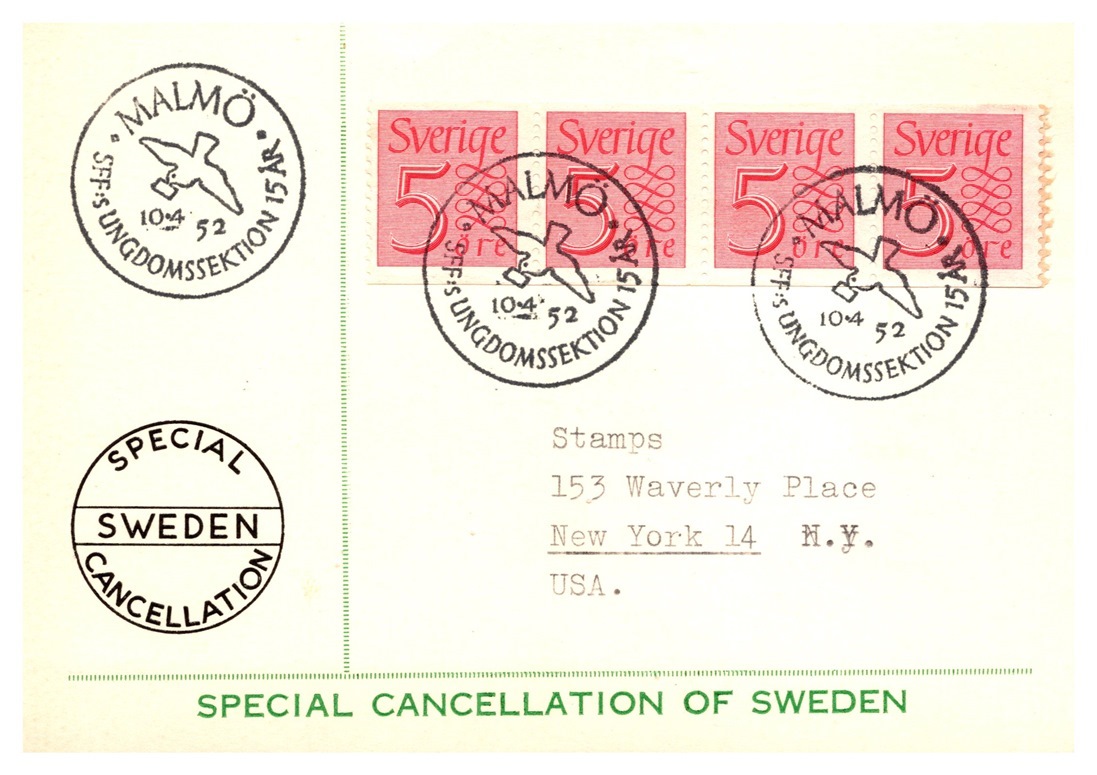 MALMÖ
10·4 52
SFF:S UNGDOMSSEKTION 15 ÅR
Sverige
5
öre
Sverige
5
öre
Sverige
5
öre
Sverige
5
öre
MALMÖ
10·4 52
SFF:S UNGDOMSSEKTION 15 ÅR
MALMÖ
10·4 52
SFF:S UNGDOMSSEKTION 15 ÅR
Stamps
153 Waverly Place
New York 14 N.Y.
USA.
SPECIAL
SWEDEN
CANCELLATION
SPECIAL CANCELLATION OF SWEDEN